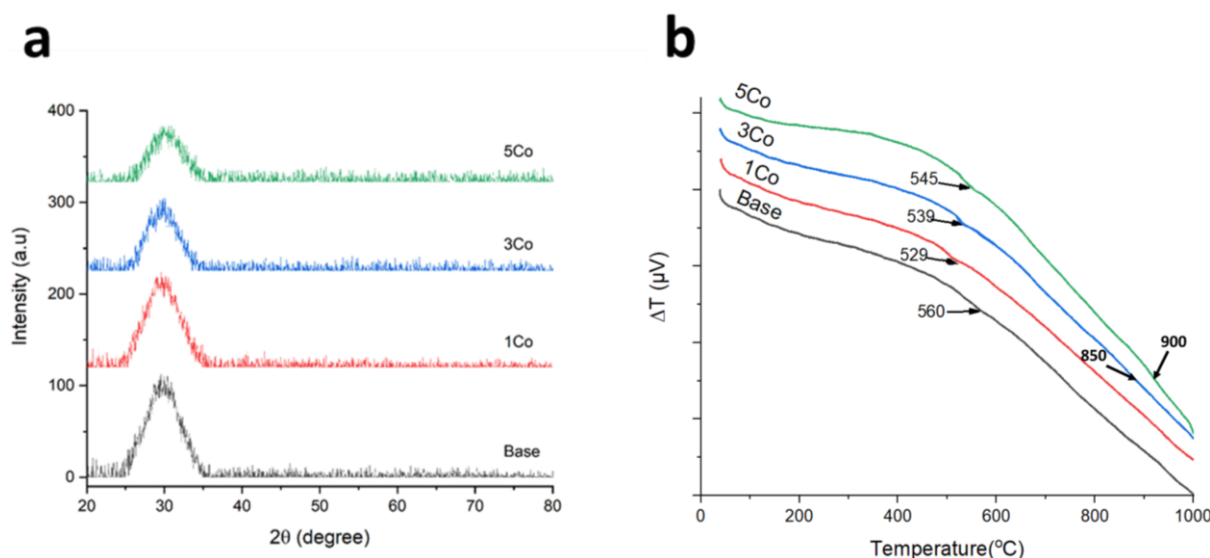 a
400
300
200
100
0
Intensity (a.u)
5Co
3Co
1Co
Base
20 30 40 50 60 70 80
2θ (degree)
b
5Co
3Co
1Co
Base
545
539
529
560
850
900
ΔT (µV)
0 200 400 600 800 1000
Temperature(°C)